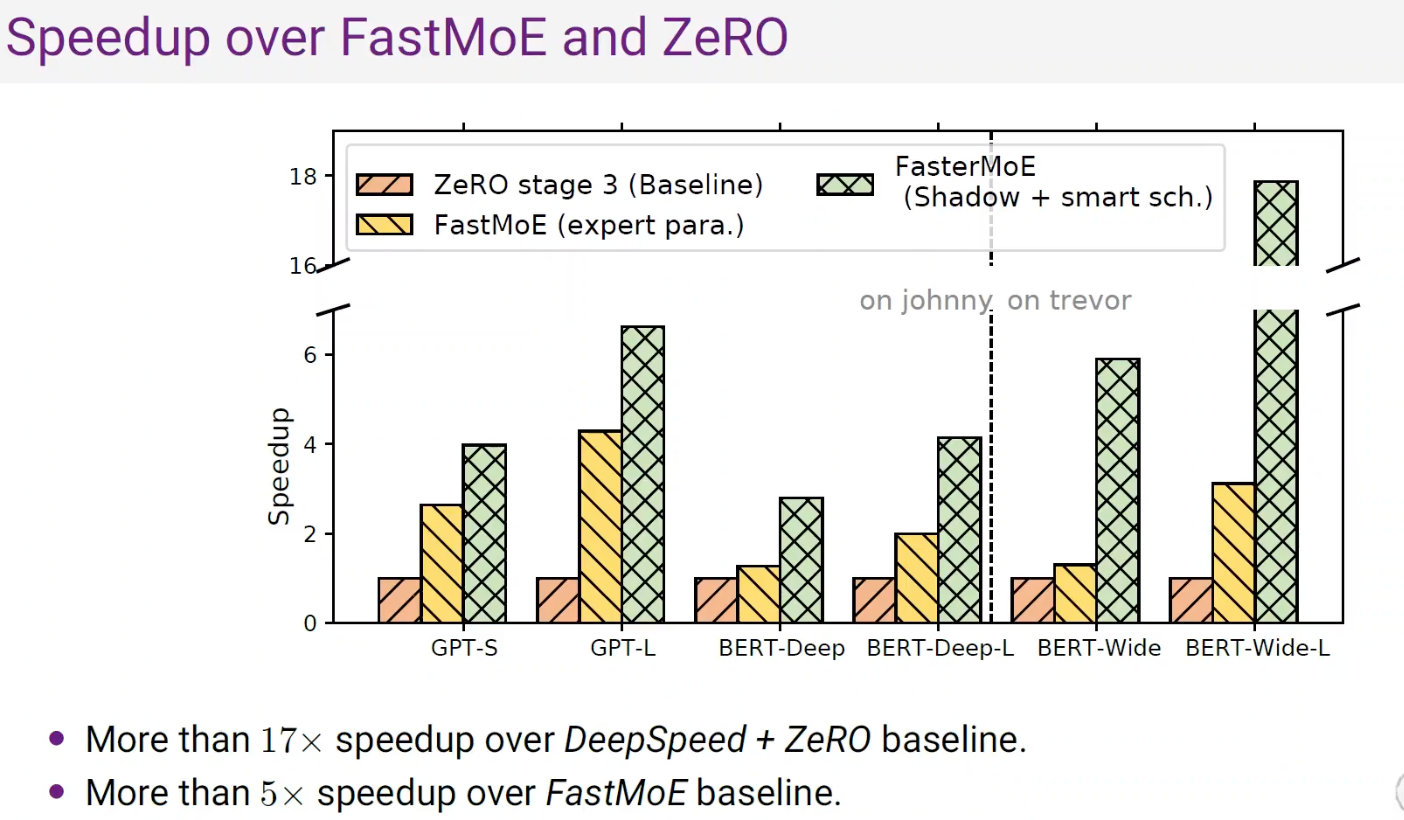 Speedup over FastMoE and ZeRO
18
16
6
4
2
0
Speedup
ZeRO stage 3 (Baseline)
FastMoE (expert para.)
FasterMoE
(Shadow + smart sch.)
on johnny
on trevor
GPT-S
GPT-L
BERT-Deep
BERT-Deep-L
BERT-Wide
BERT-Wide-L
• More than 17× speedup over DeepSpeed + ZeRO baseline.
• More than 5× speedup over FastMoE baseline.